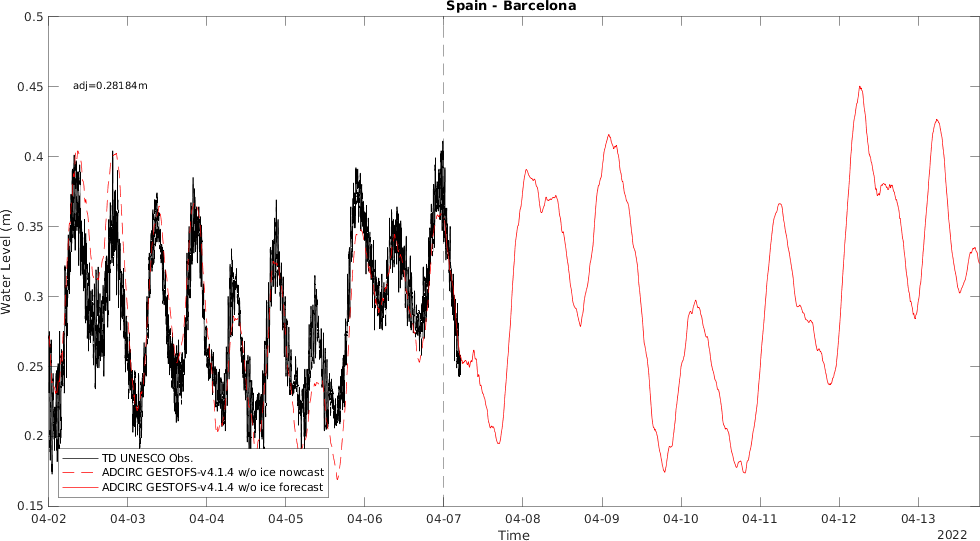 Spain - Barcelona
0.5
0.45
0.4
0.35
0.3
0.25
0.2
0.15
Water Level (m)
adj=0.28184m
TD UNESCO Obs.
ADCIRC GESTOFS-v4.1.4 w/o ice nowcast
ADCIRC GESTOFS-v4.1.4 w/o ice forecast
04-02 04-03 04-04 04-05 04-06 04-07 04-08 04-09 04-10 04-11 04-12 04-13
Time
2022